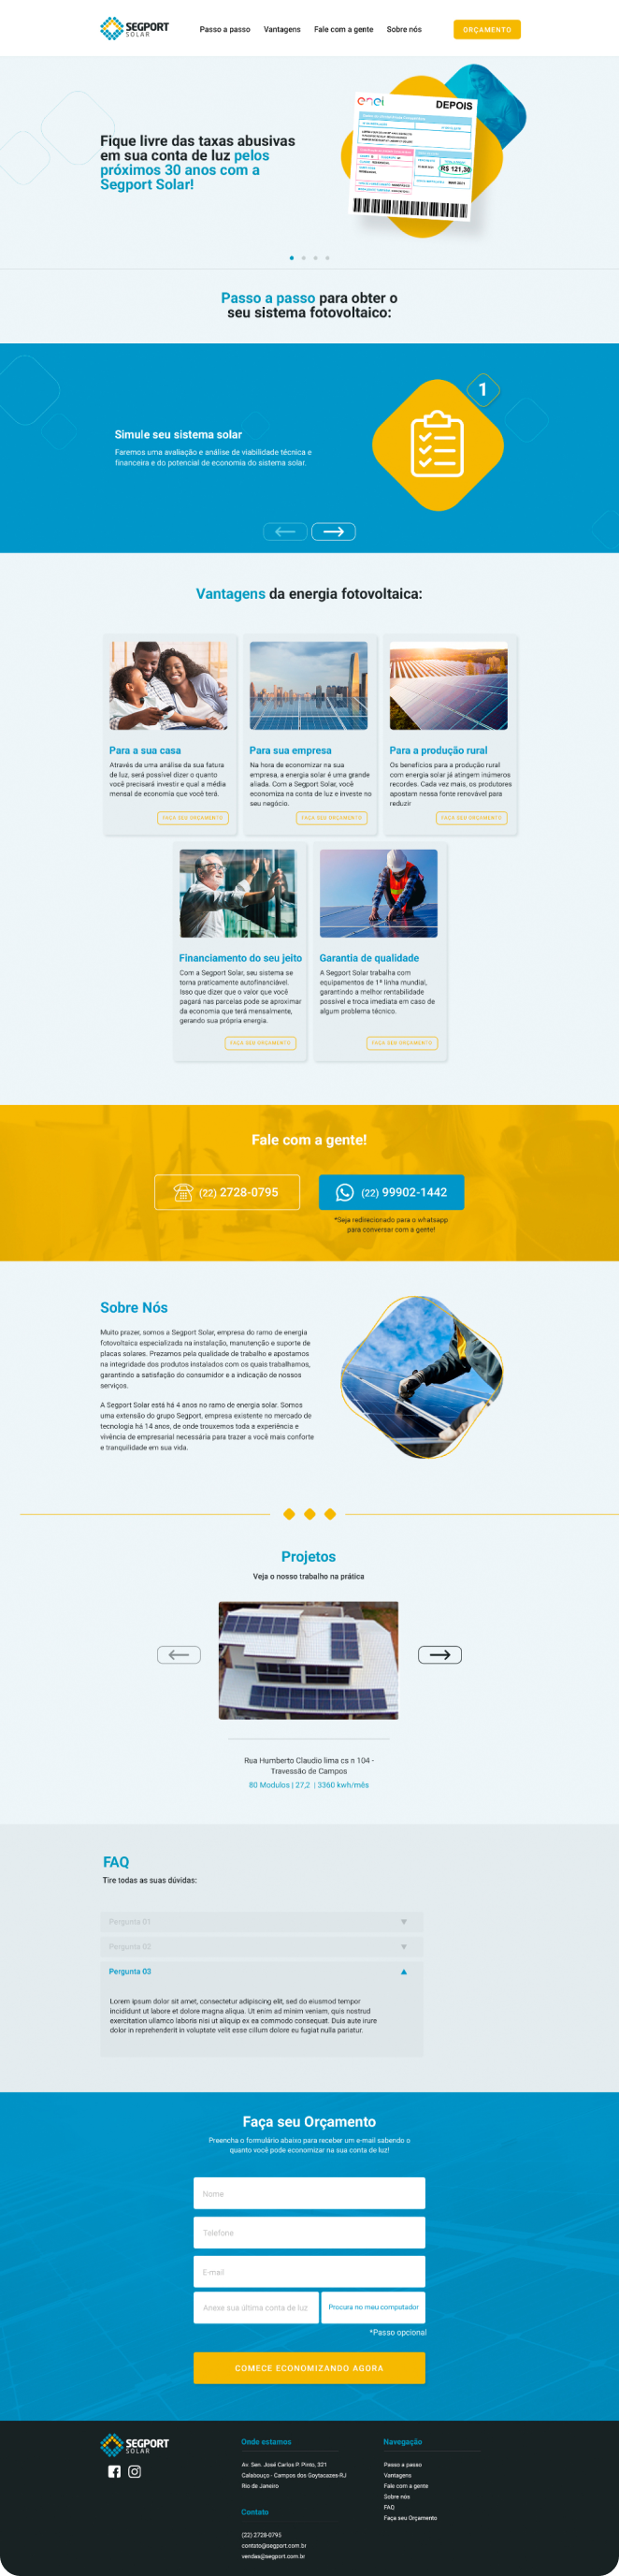 SEGPORT
SOLAR
Passo a passo
Vantagens
Fale com a gente
Sobre nós
ORÇAMENTO
Fique livre das taxas abusivas
em sua conta de luz pelos
próximos 30 anos com a
Segport Solar!
enel
DEPOIS
R$ 121,30
Passo a passo para obter o
seu sistema fotovoltaico:
1
Simule seu sistema solar
Faremos uma avaliação e análise de viabilidade técnica e
financeira e do potencial de economia do sistema solar.
Vantagens da energia fotovoltaica:
Para a sua casa
Através de uma análise da sua fatura
de luz, será possível dizer o quanto
você precisará investir e qual a média
mensal de economia que você terá.
FAÇA SEU ORÇAMENTO
Para sua empresa
Na hora de economizar na sua
empresa, a energia solar é uma grande
aliada. Com a Segport Solar, você
economiza na conta de luz e investe no
seu negócio.
FAÇA SEU ORÇAMENTO
Para a produção rural
Os benefícios para a produção rural
com energia solar já atingem inúmeros
recordes. Cada vez mais, os produtores
apostam nessa fonte renovável para
reduzir
FAÇA SEU ORÇAMENTO
Financiamento do seu jeito
Com a Segport Solar, seu sistema se
torna praticamente autofinanciável.
Isso que dizer que o valor que você
pagará nas parcelas pode se aproximar
da economia que terá mensalmente,
gerando sua própria energia.
FAÇA SEU ORÇAMENTO
Garantia de qualidade
A Segport Solar trabalha com
equipamentos de 1ª linha mundial,
garantindo a melhor rentabilidade
possível e troca imediata em caso de
algum problema técnico.
FAÇA SEU ORÇAMENTO
Fale com a gente!
(22) 2728-0795
(22) 99902-1442
*Seja redirecionado para o whatsapp
para conversar com a gente!
Sobre Nós
Muito prazer, somos a Segport Solar, empresa do ramo de energia
fotovoltaica especializada na instalação, manutenção e suporte de
placas solares. Prezamos pela qualidade de trabalho e apostamos
na integridade dos produtos instalados com os quais trabalhamos,
garantindo a satisfação do consumidor e a indicação de nossos
serviços.
A Segport Solar está há 4 anos no ramo de energia solar. Somos
uma extensão do grupo Segport, empresa existente no mercado de
tecnologia há 14 anos, de onde trouxemos toda a experiência e
vivência de empresarial necessária para trazer a você mais conforto
e tranquilidade em sua vida.
Projetos
Veja o nosso trabalho na prática
Rua Humberto Claudio lima cs n 104 -
Travessão de Campos
80 Modulos | 27,2 | 3360 kwh/mês
FAQ
Tire todas as suas dúvidas:
Pergunta 01
Pergunta 02
Pergunta 03
Lorem ipsum dolor sit amet, consectetur adipiscing elit, sed do eiusmod tempor
incididunt ut labore et dolore magna aliqua. Ut enim ad minim veniam, quis nostrud
exercitation ullamco laboris nisi ut aliquip ex ea commodo consequat. Duis aute irure
dolor in reprehenderit in voluptate velit esse cillum dolore eu fugiat nulla pariatur.
Faça seu Orçamento
Preencha o formulário abaixo para receber um e-mail sabendo o
quanto você pode economizar na sua conta de luz!
Nome
Telefone
E-mail
Anexe sua última conta de luz
Procura no meu computador
*Passo opcional
COMECE ECONOMIZANDO AGORA
SEGPORT
SOLAR
Onde estamos
Av. Sen. José Carlos P. Pinto, 321
Calabouço - Campos dos Goytacazes-RJ
Rio de Janeiro
Contato
(22) 2728-0795
contato@segport.com.br
vendas@segport.com.br
Navegação
Passo a passo
Vantagens
Fale com a gente
Sobre nós
FAQ
Faça seu Orçamento